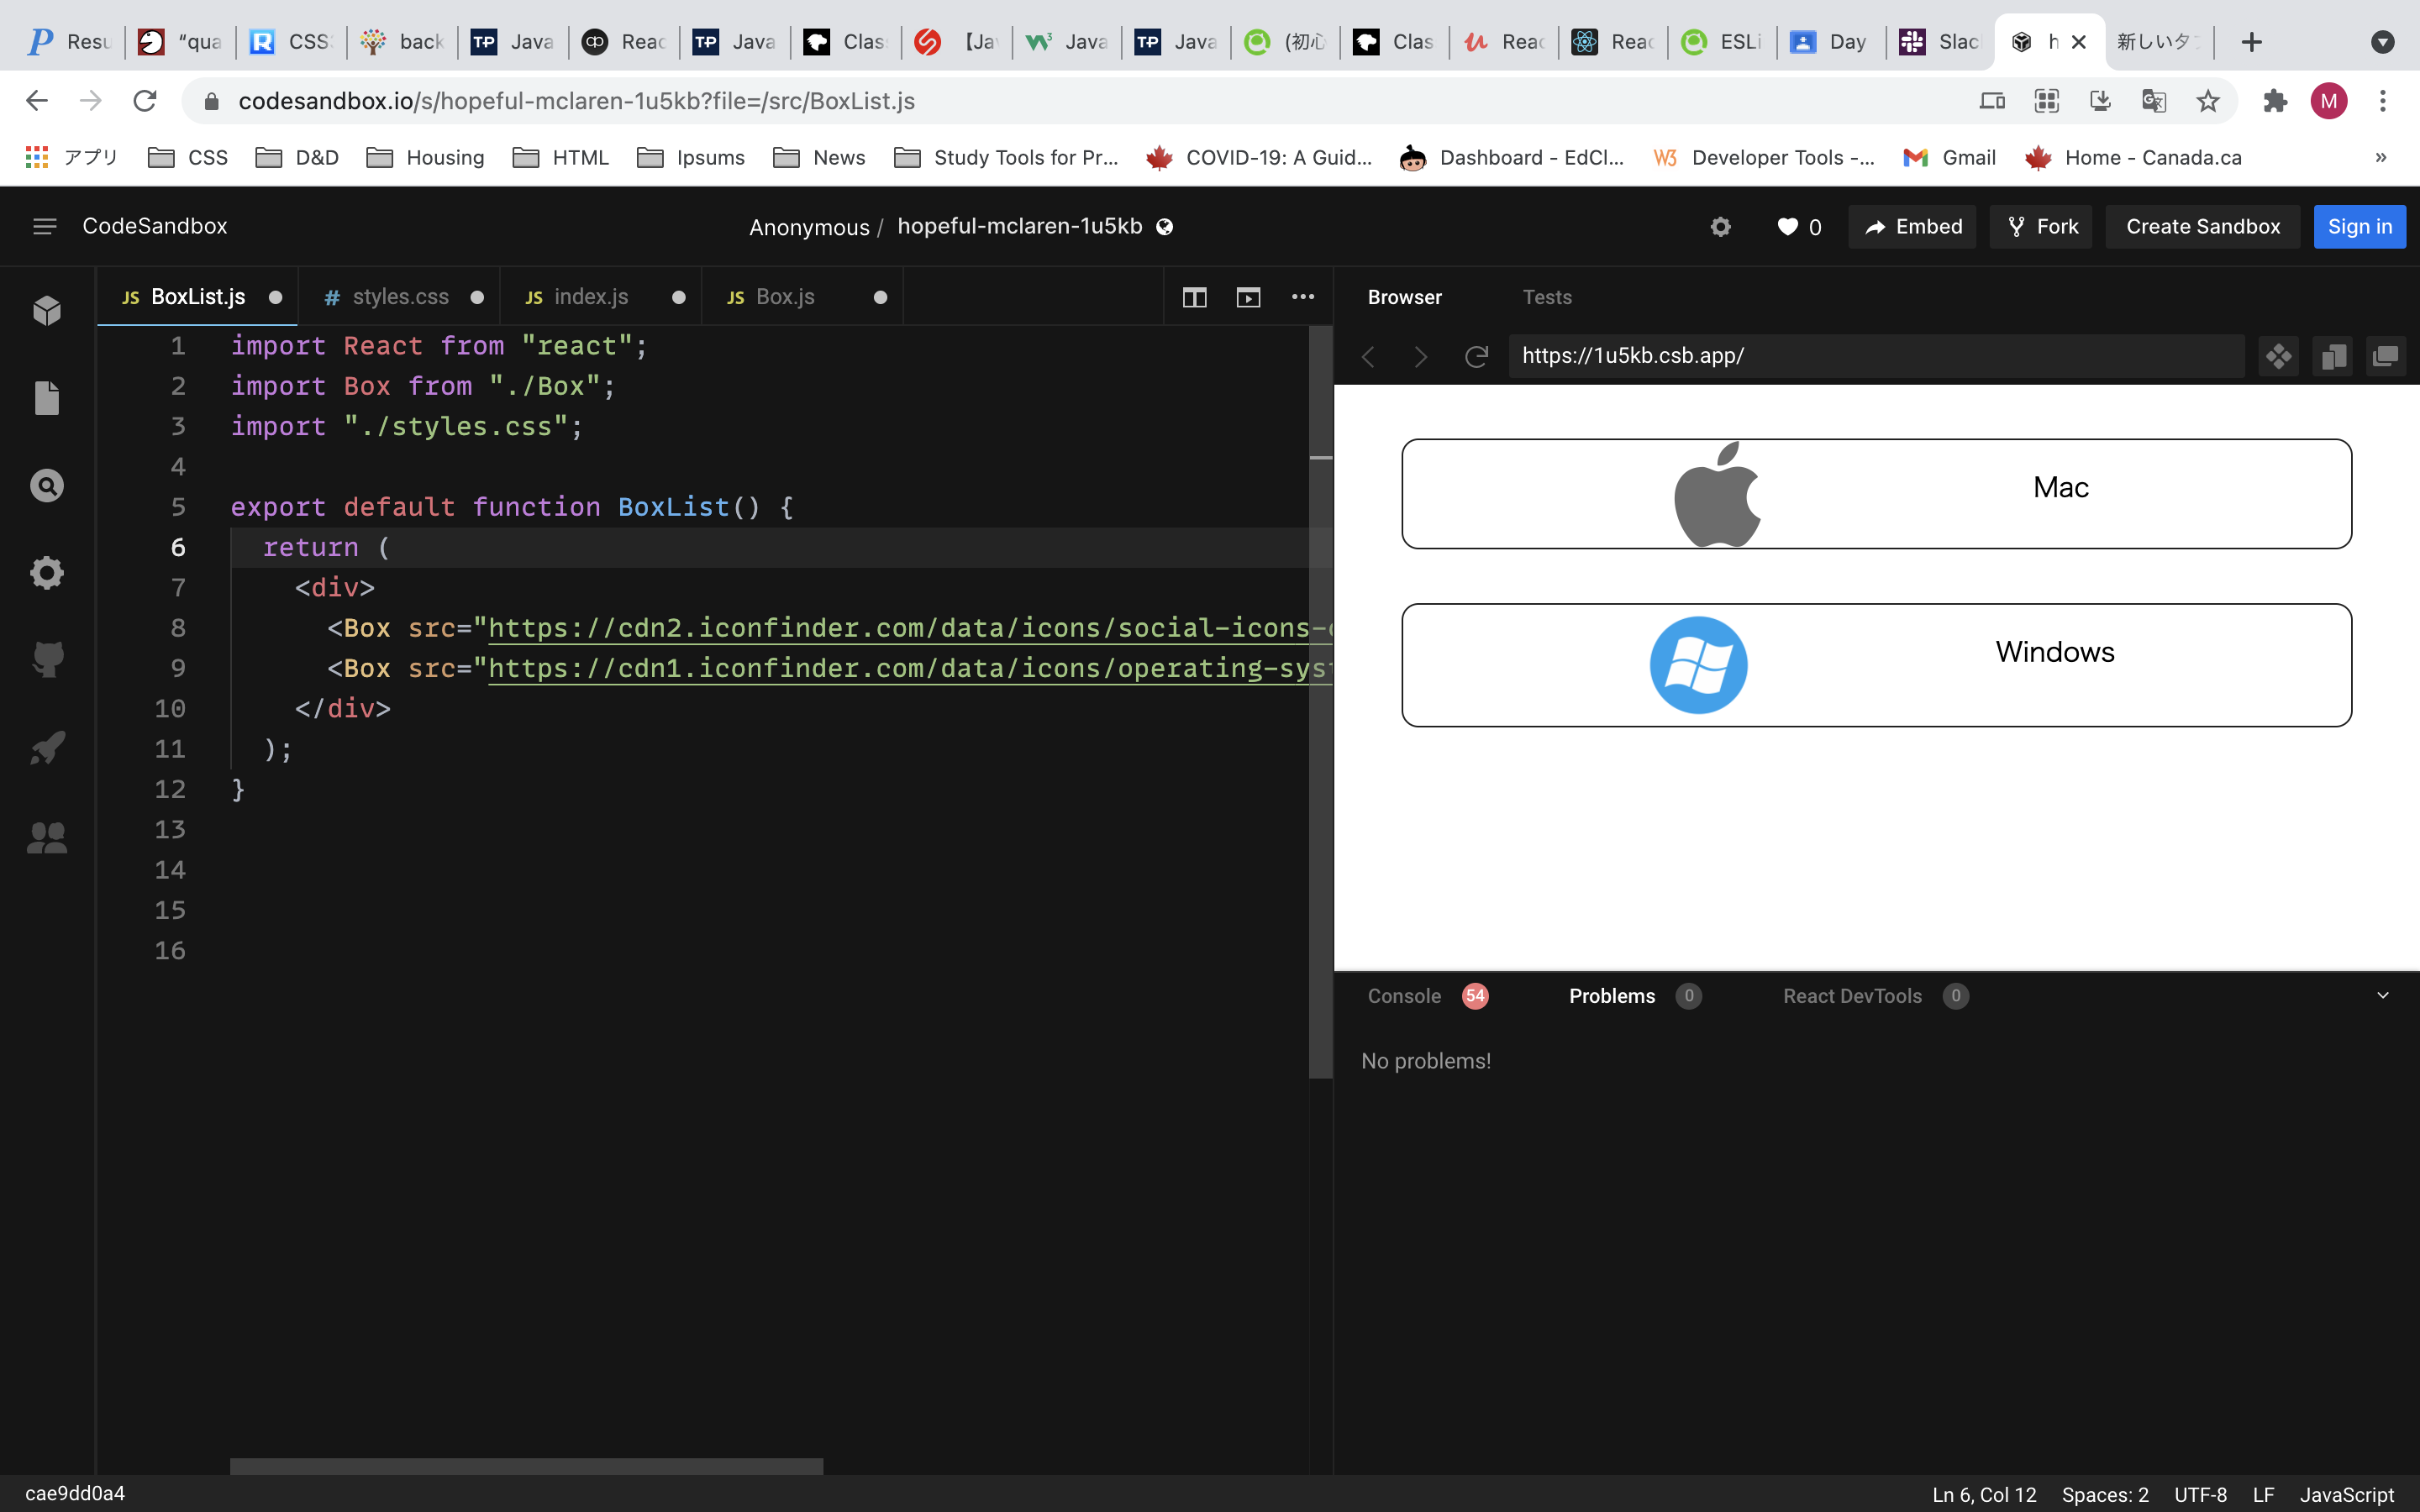 Resu “qua CSS back Java Reac Java Clas 【Ja Java Java (初心 Clas Reac Reac ESLi Day Slac h 新しいタ
codesandbox.io/s/hopeful-mclaren-1u5kb?file=/src/BoxList.js M
アプリ CSS D&D Housing HTML Ipsums News Study Tools for Pr... COVID-19: A Guid... Dashboard - EdCl... Developer Tools -... Gmail Home - Canada.ca »
CodeSandbox Anonymous / hopeful-mclaren-1u5kb 0 Embed Fork Create Sandbox Sign in
JS BoxList.js # styles.css JS index.js JS Box.js
1 import React from "react";
2 import Box from "./Box";
3 import "./styles.css";
4
5 export default function BoxList() {
6 return (
7 <div>
8 <Box src="https://cdn2.iconfinder.com/data/icons/social-icons-
9 <Box src="https://cdn1.iconfinder.com/data/icons/operating-sys
10 </div>
11 );
12 }
13
14
15
16
Browser Tests
https://1u5kb.csb.app/
Mac
Windows
Console 54 Problems 0 React DevTools 0
No problems!
cae9dd0a4 Ln 6, Col 12 Spaces: 2 UTF-8 LF JavaScript